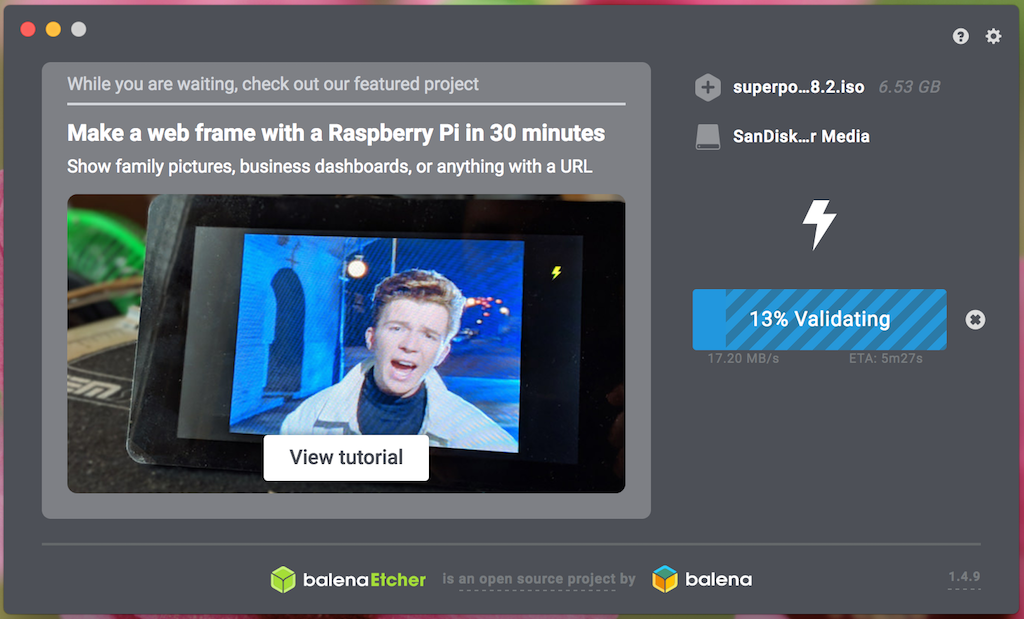 While you are waiting, check out our featured project
Make a web frame with a Raspberry Pi in 30 minutes
Show family pictures, business dashboards, or anything with a URL
View tutorial
superpo...8.2.iso 6.53 GB
SanDisk...r Media
13% Validating
17.20 MB/s ETA: 5m27s
balenaEtcher is an open source project by balena
1.4.9